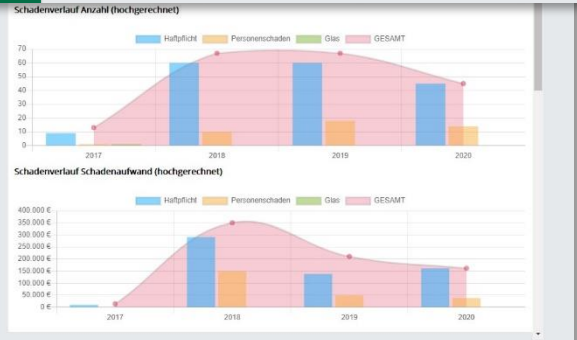 Schadenverlauf Anzahl (hochgerechnet)
Haftpflicht Personenschaden Glas GESAMT
70
60
50
40
30
20
10
0
2017 2018 2019 2020
Schadenverlauf Schadenaufwand (hochgerechnet)
Haftpflicht Personenschaden Glas GESAMT
400.000 €
350.000 €
300.000 €
250.000 €
200.000 €
150.000 €
100.000 €
50.000 €
0 €
2017 2018 2019 2020